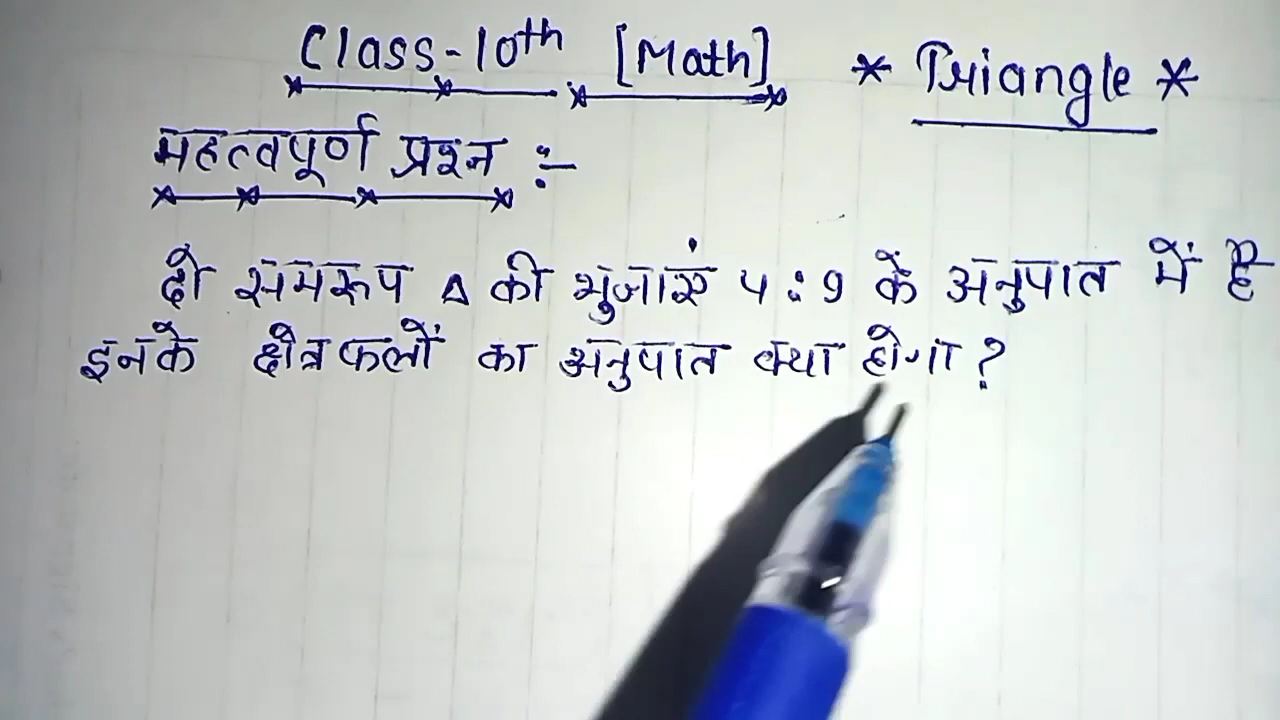 Class-10th [Math] * Triangle *
महत्वपूर्ण प्रश्न :-
दो समरूप Δ की भुजाएं 4:9 के अनुपात में है
इनके क्षेत्रफलों का अनुपात क्या होगा?